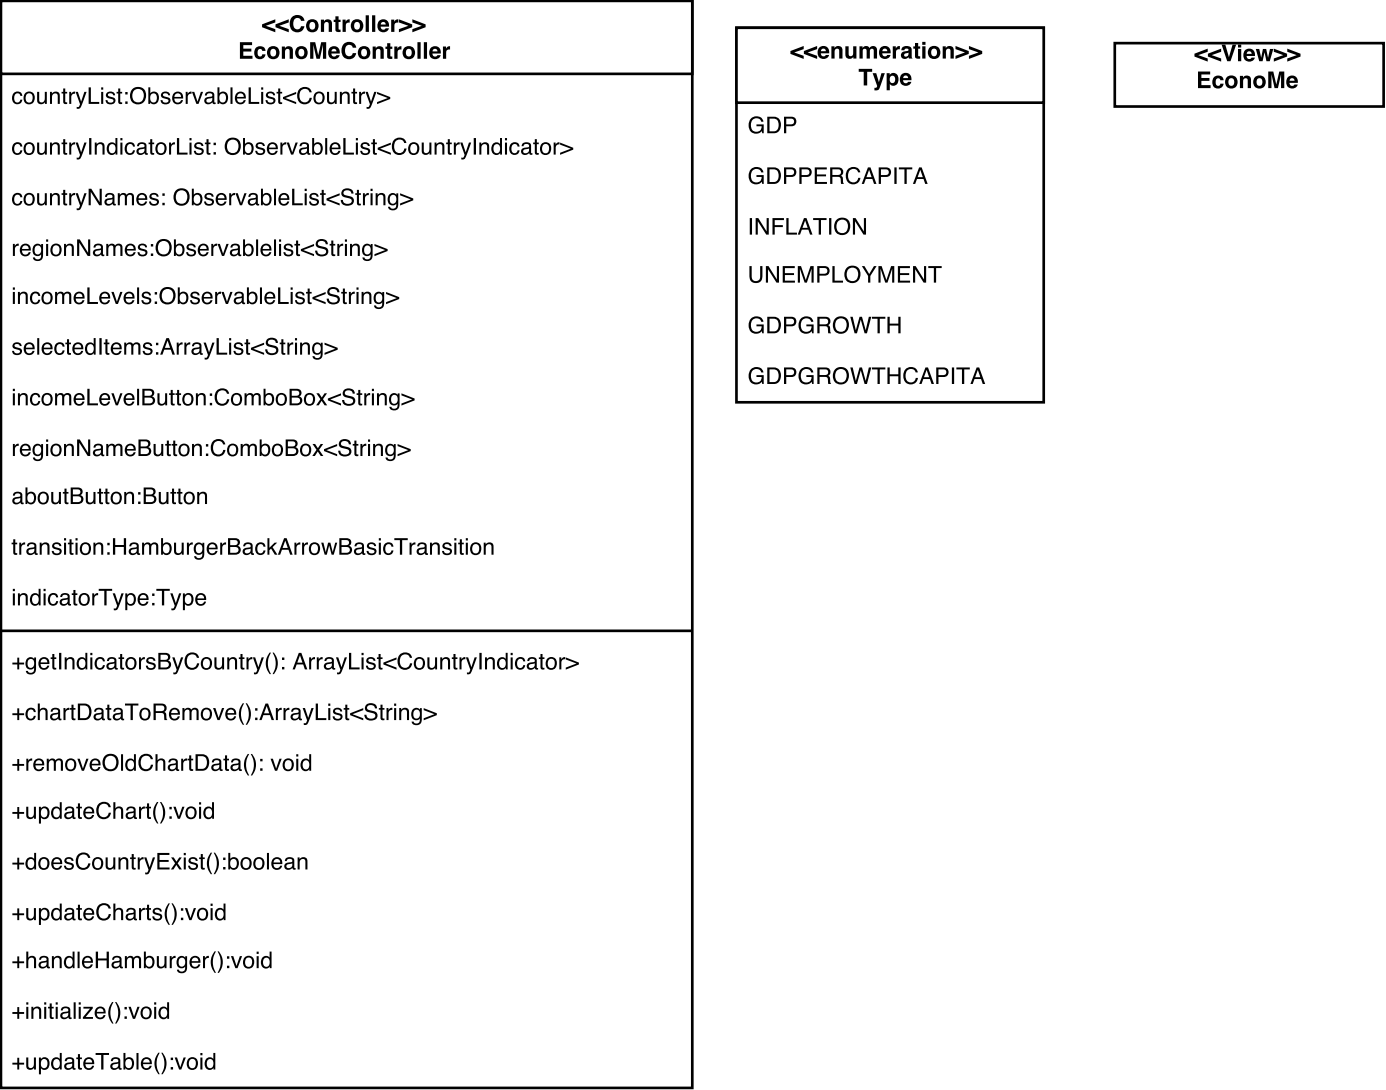 <<Controller>>
EconoMeController
countryList:ObservableList<Country>
countryIndicatorList: ObservableList<CountryIndicator>
countryNames: ObservableList<String>
regionNames:Observablelist<String>
incomeLevels:ObservableList<String>
selectedItems:ArrayList<String>
incomeLevelButton:ComboBox<String>
regionNameButton:ComboBox<String>
aboutButton:Button
transition:HamburgerBackArrowBasicTransition
indicatorType:Type
+getIndicatorsByCountry(): ArrayList<CountryIndicator>
+chartDataToRemove():ArrayList<String>
+removeOldChartData(): void
+updateChart():void
+doesCountryExist():boolean
+updateCharts():void
+handleHamburger():void
+initialize():void
+updateTable():void
<<enumeration>>
Type
GDP
GDPPERCAPITA
INFLATION
UNEMPLOYMENT
GDPGROWTH
GDPGROWTHCAPITA
<<View>>
EconoMe